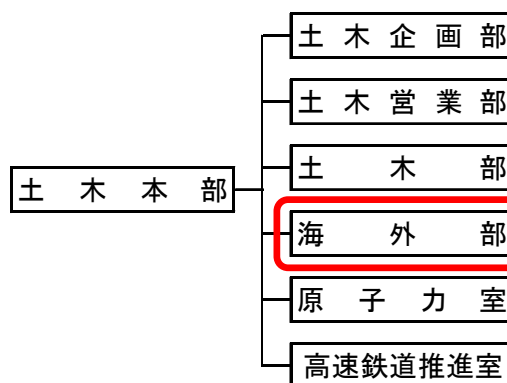 土木企画部
土木営業部
土木部
土木本部
海外部
原子力室
高速鉄道推進室